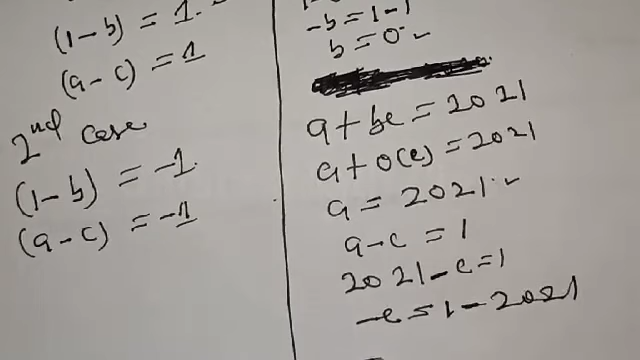 (1-b) = 1.
(a-c) = 1
2nd case
(1-b) = -1.
(a-c) = -1
-b = 1-1
b = 0
a + bc = 2021
a + 0(c) = 2021
a = 2021.
a-c = 1
2021 - c = 1
-c = 1 - 2021